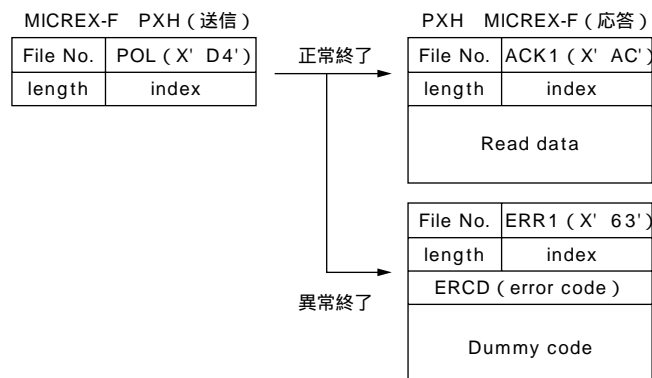 MICREX-F PXH（送信）
File No. POL（X' D4'）
length index
正常終了
PXH MICREX-F（応答）
File No. ACK1（X' AC'）
length index
Read data
異常終了
File No. ERR1（X' 63'）
length index
ERCD（error code）
Dummy code